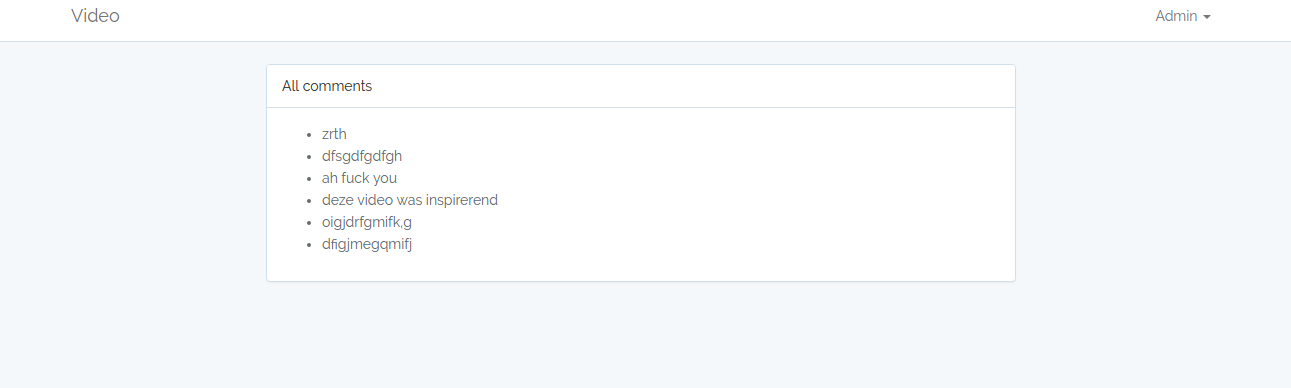 Video
Admin
All comments
zrth
dfsgdfgdfgh
ah fuck you
deze video was inspirerend
oigjdrfgmifk,g
dfigjmegqmifj